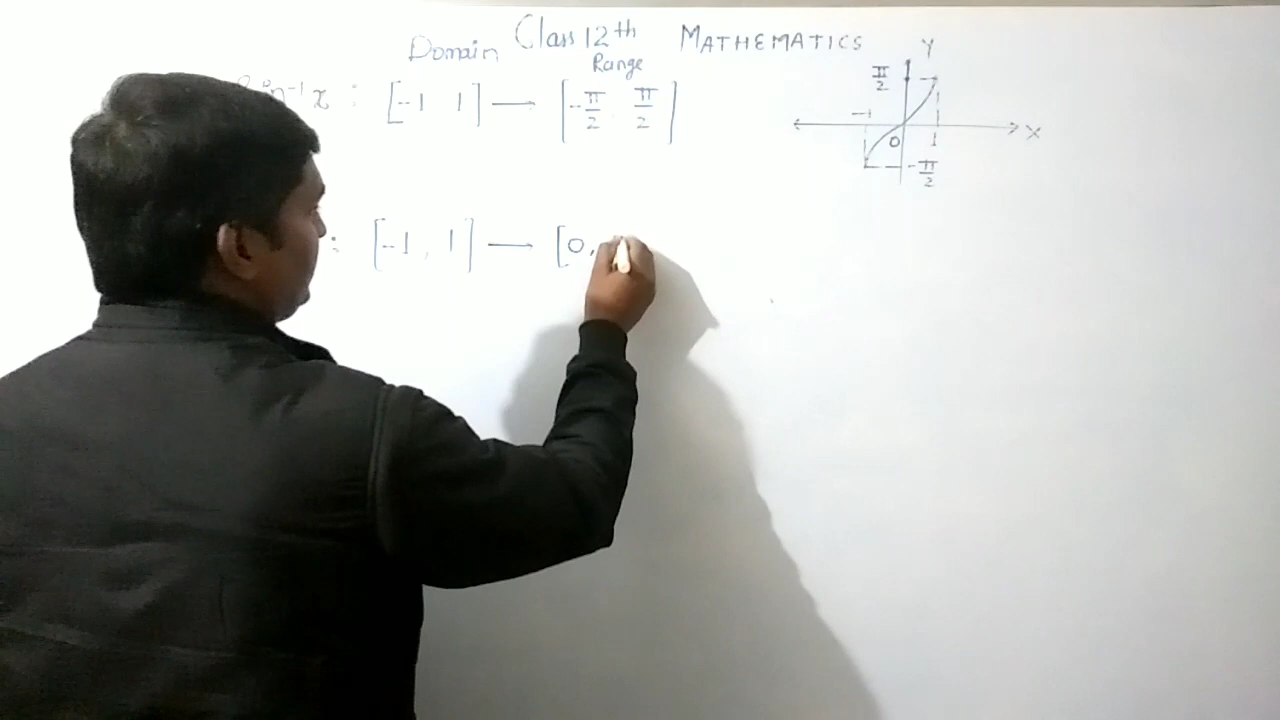 Class 12th MATHEMATICS
Domain Range
x : [-1 1] — [-π/2, π/2]
: [-1, 1] — [0,
Y
π/2
-1
0 1
X
-π/2